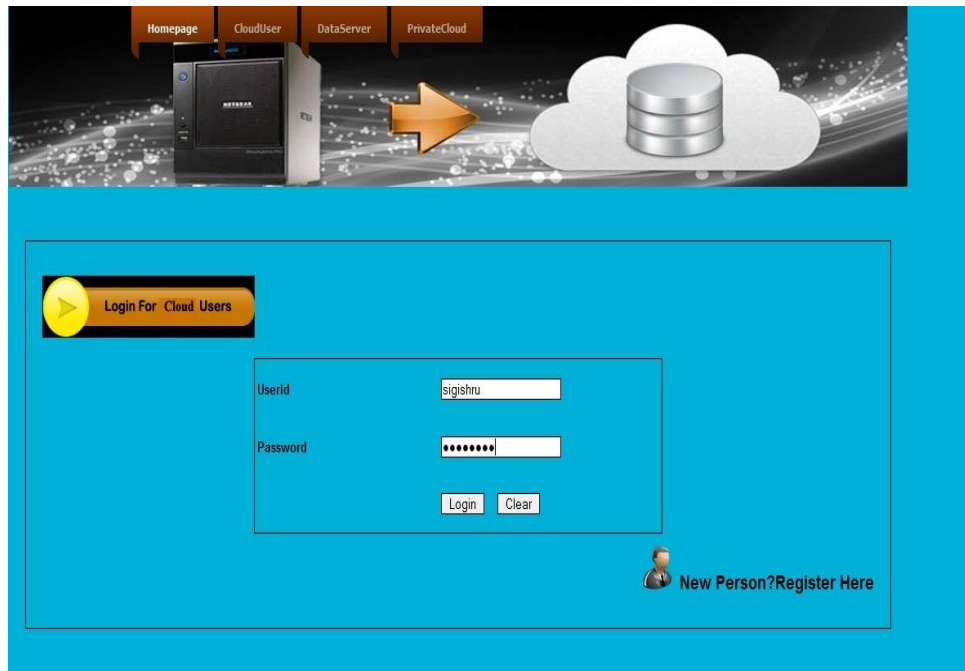 Homepage CloudUser DataServer PrivateCloud
NETGEAR
Login For Cloud Users
UserId sigishru
Password ••••••••
Login Clear
New Person?Register Here